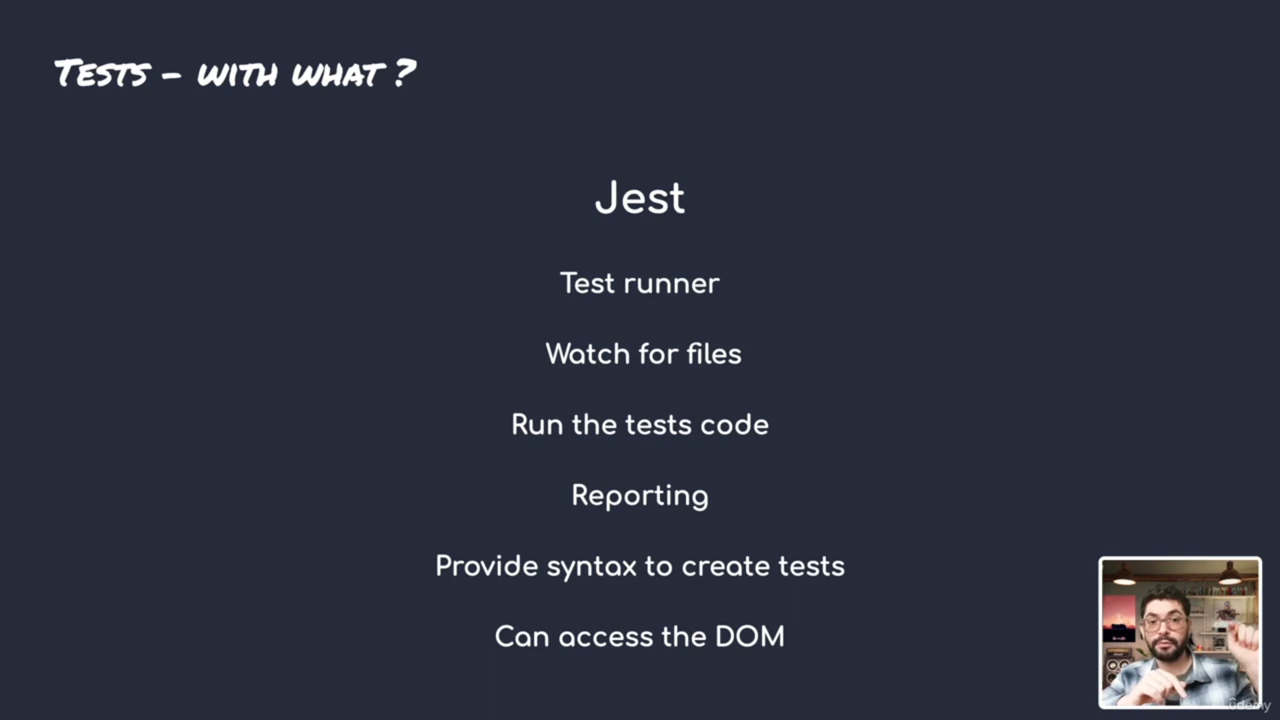 Tests - with what ?
Jest
Test runner
Watch for files
Run the tests code
Reporting
Provide syntax to create tests
Can access the DOM
ûdemy